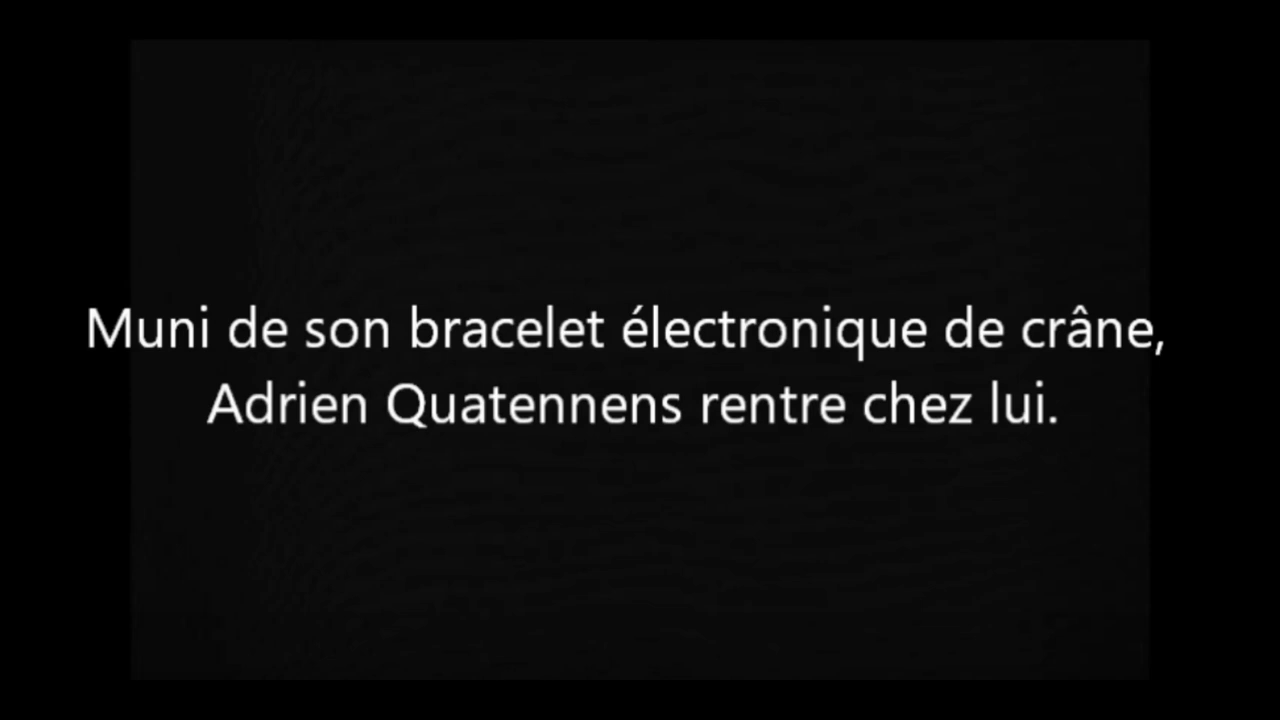 Muni de son bracelet électronique de crâne,
Adrien Quatennens rentre chez lui.